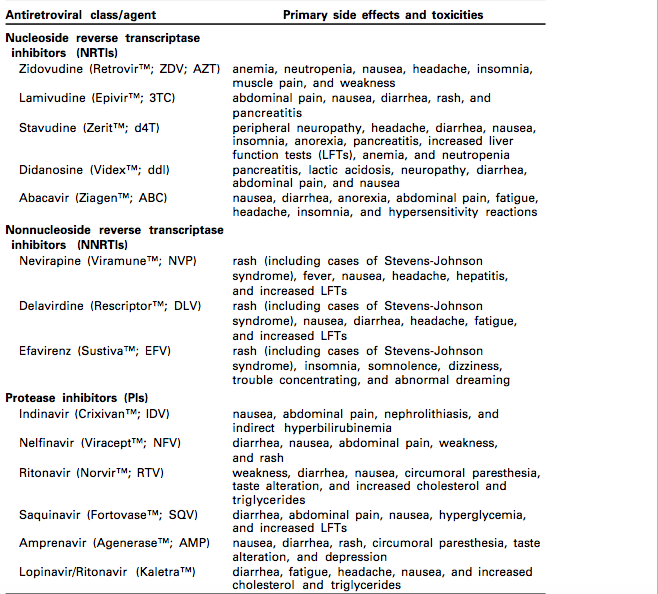 Antiretroviral class/agent Primary side effects and toxicities
Nucleoside reverse transcriptase
inhibitors (NRTIs)
Zidovudine (Retrovir™; ZDV; AZT) anemia, neutropenia, nausea, headache, insomnia,
muscle pain, and weakness
Lamivudine (Epivir™; 3TC) abdominal pain, nausea, diarrhea, rash, and
pancreatitis
Stavudine (Zerit™; d4T) peripheral neuropathy, headache, diarrhea, nausea,
insomnia, anorexia, pancreatitis, increased liver
function tests (LFTs), anemia, and neutropenia
Didanosine (Videx™; ddI) pancreatitis, lactic acidosis, neuropathy, diarrhea,
abdominal pain, and nausea
Abacavir (Ziagen™; ABC) nausea, diarrhea, anorexia, abdominal pain, fatigue,
headache, insomnia, and hypersensitivity reactions
Nonnucleoside reverse transcriptase
inhibitors (NNRTIs)
Nevirapine (Viramune™; NVP) rash (including cases of Stevens-Johnson
syndrome), fever, nausea, headache, hepatitis,
and increased LFTs
Delavirdine (Rescriptor™; DLV) rash (including cases of Stevens-Johnson
syndrome), nausea, diarrhea, headache, fatigue,
and increased LFTs
Efavirenz (Sustiva™; EFV) rash (including cases of Stevens-Johnson
syndrome), insomnia, somnolence, dizziness,
trouble concentrating, and abnormal dreaming
Protease inhibitors (PIs)
Indinavir (Crixivan™; IDV) nausea, abdominal pain, nephrolithiasis, and
indirect hyperbilirubinemia
Nelfinavir (Viracept™; NFV) diarrhea, nausea, abdominal pain, weakness,
and rash
Ritonavir (Norvir™; RTV) weakness, diarrhea, nausea, circumoral paresthesia,
taste alteration, and increased cholesterol and
triglycerides
Saquinavir (Fortovase™; SQV) diarrhea, abdominal pain, nausea, hyperglycemia,
and increased LFTs
Amprenavir (Agenerase™; AMP) nausea, diarrhea, rash, circumoral paresthesia, taste
alteration, and depression
Lopinavir/Ritonavir (Kaletra™) diarrhea, fatigue, headache, nausea, and increased
cholesterol and triglycerides